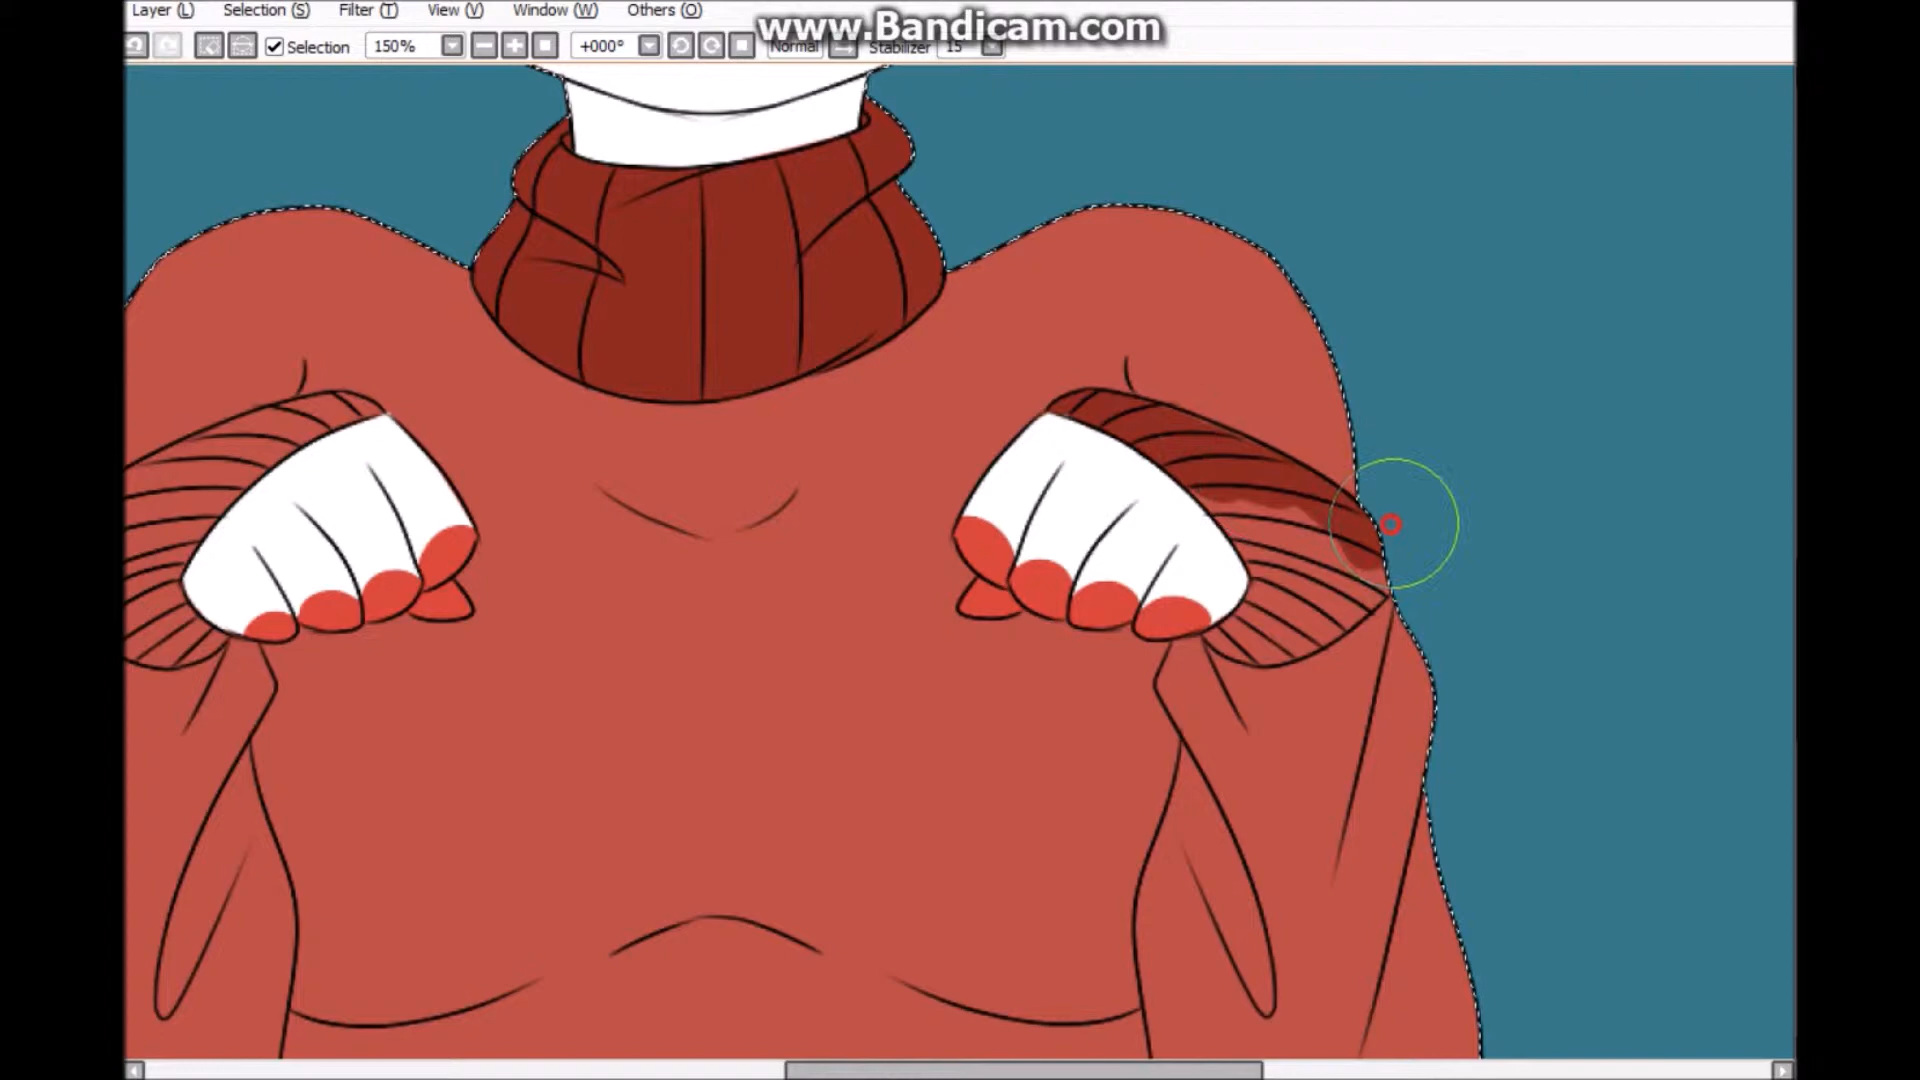 Layer (L) Selection (S) Filter (T) View (V) Window (W) Others (O)
www.Bandicam.com
Selection 150% +000° Normal Stabilizer 15